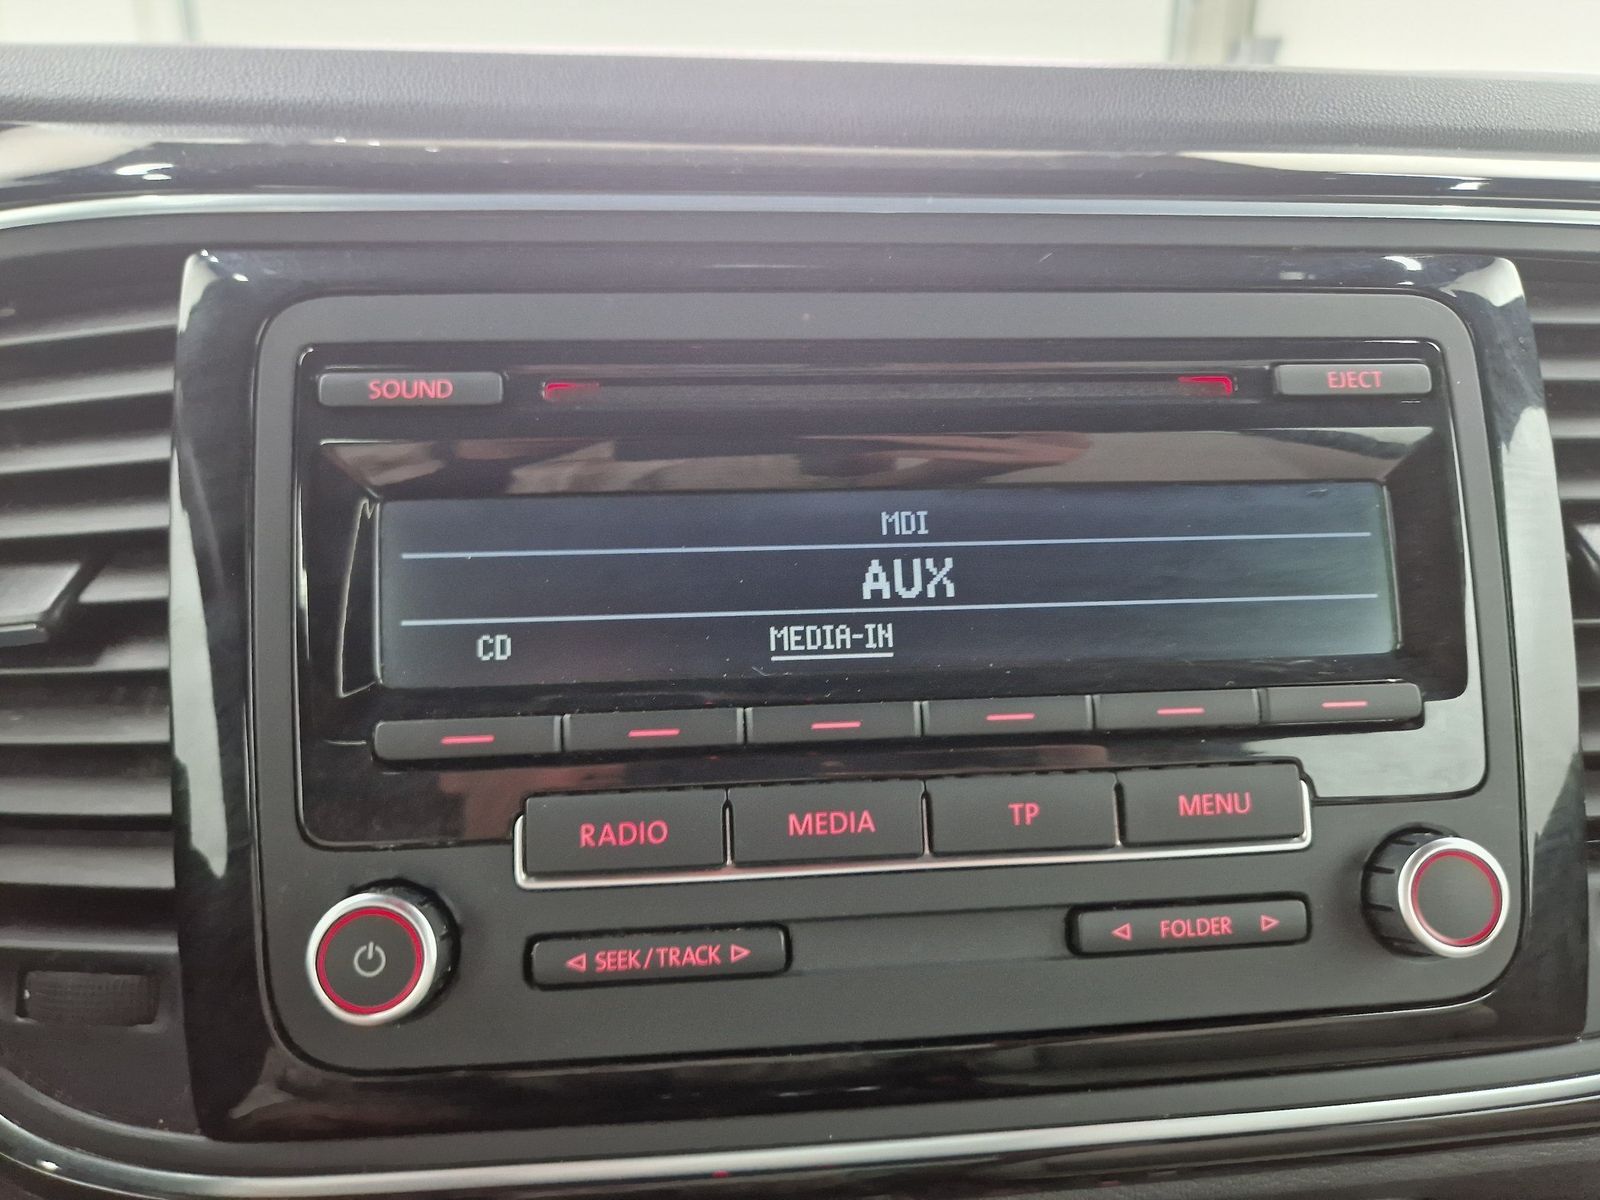 SOUND
EJECT
MDI
AUX
CD
MEDIA-IN
RADIO
MEDIA
TP
MENU
SEEK/TRACK
FOLDER